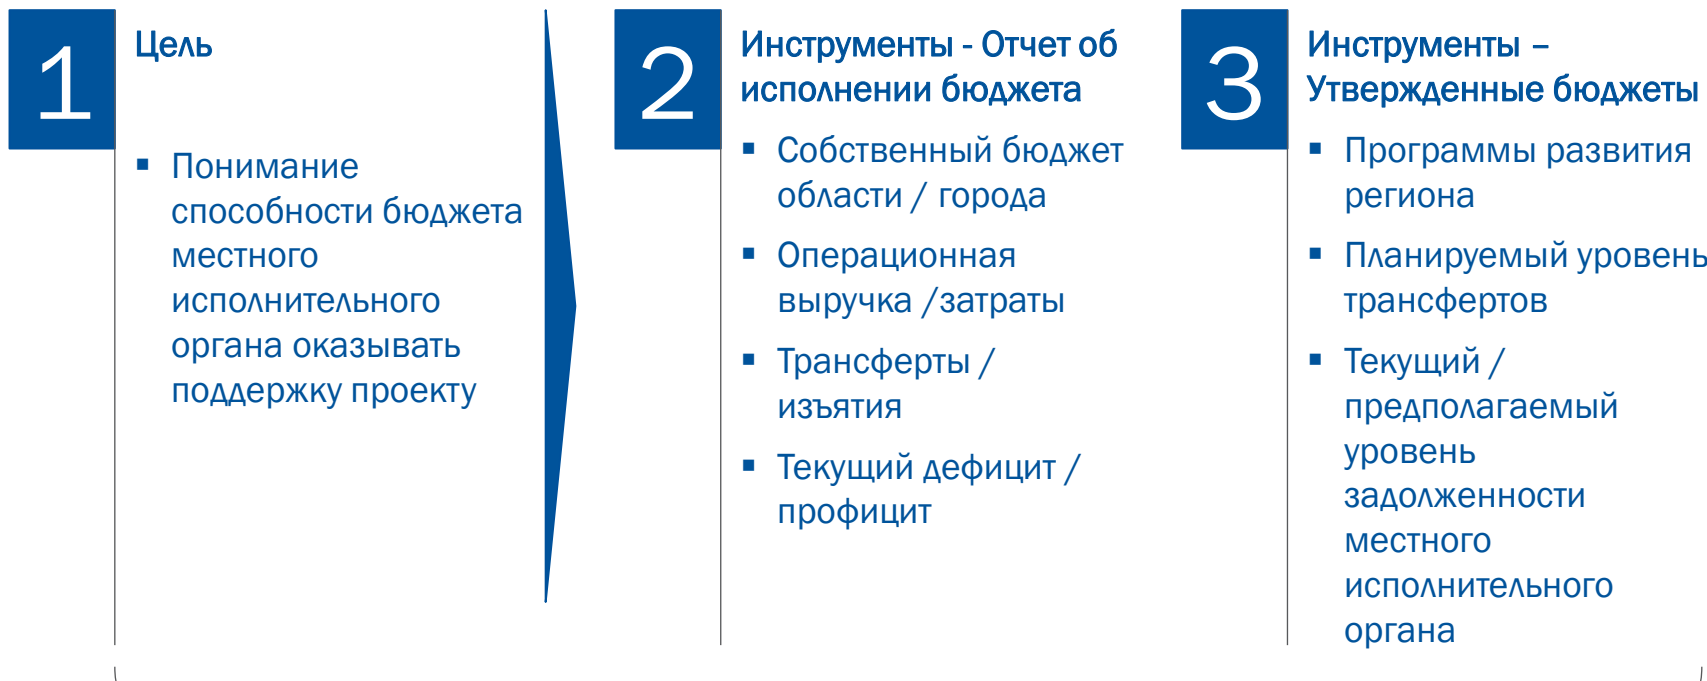 1
Цель
▪ Понимание
способности бюджета
местного
исполнительного
органа оказывать
поддержку проекту
2
Инструменты - Отчет об
исполнении бюджета
▪ Собственный бюджет
области / города
▪ Операционная
выручка /затраты
▪ Трансферты /
изъятия
▪ Текущий дефицит /
профицит
3
Инструменты –
Утвержденные бюджеты
▪ Программы развития
региона
▪ Планируемый уровень
трансфертов
▪ Текущий /
предполагаемый
уровень
задолженности
местного
исполнительного
органа